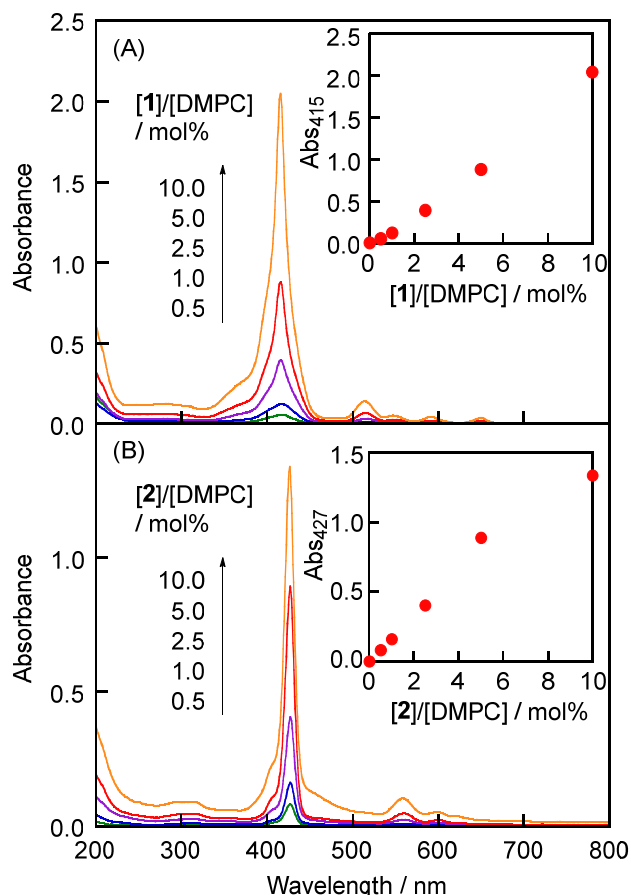 (A)
[1]/[DMPC]
/ mol%
10.0
5.0
2.5
1.0
0.5
Absorbance
2.5
2.0
1.5
1.0
0.5
0.0
Abs415
2.5
2.0
1.5
1.0
0.5
0.0
0 2 4 6 8 10
[1]/[DMPC] / mol%
(B)
[2]/[DMPC]
/ mol%
10.0
5.0
2.5
1.0
0.5
Absorbance
1.0
0.5
0.0
Abs427
1.5
1.0
0.5
0.0
0 2 4 6 8 10
[2]/[DMPC] / mol%
200 300 400 500 600 700 800
Wavelength / nm